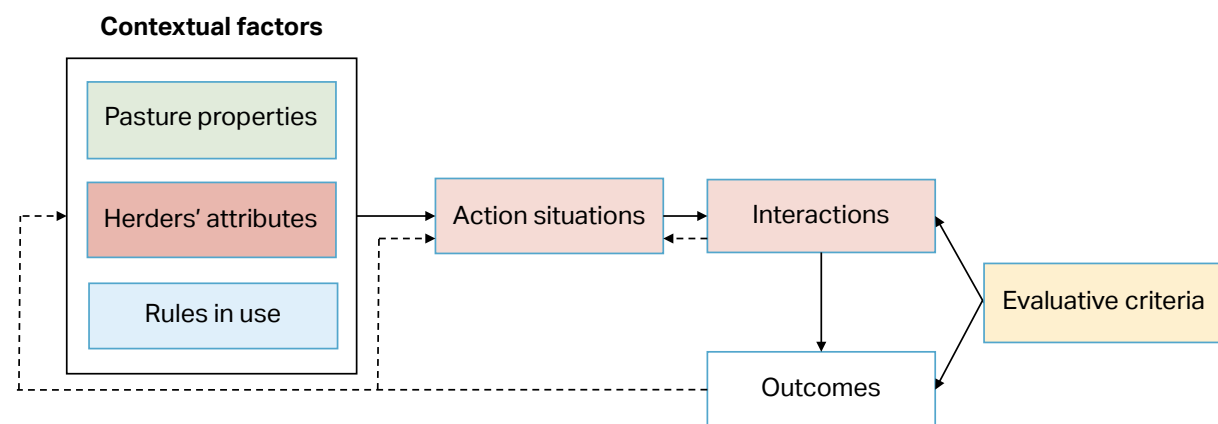 Contextual factors
Pasture properties
Herders’ attributes
Rules in use
Action situations
Interactions
Evaluative criteria
Outcomes